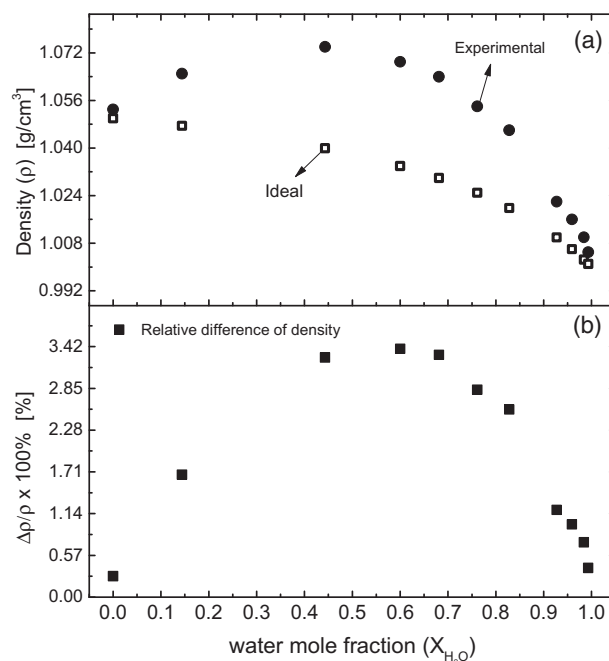 (a)
1.072
Experimental
1.056
1.040
1.024
Ideal
1.008
0.992
Density (ρ) [g/cm³]
(b)
Relative difference of density
3.42
2.85
2.28
1.71
1.14
0.57
0.00
Δρ/ρ x 100% [%]
0.0 0.1 0.2 0.3 0.4 0.5 0.6 0.7 0.8 0.9 1.0
water mole fraction (X_H₂O)